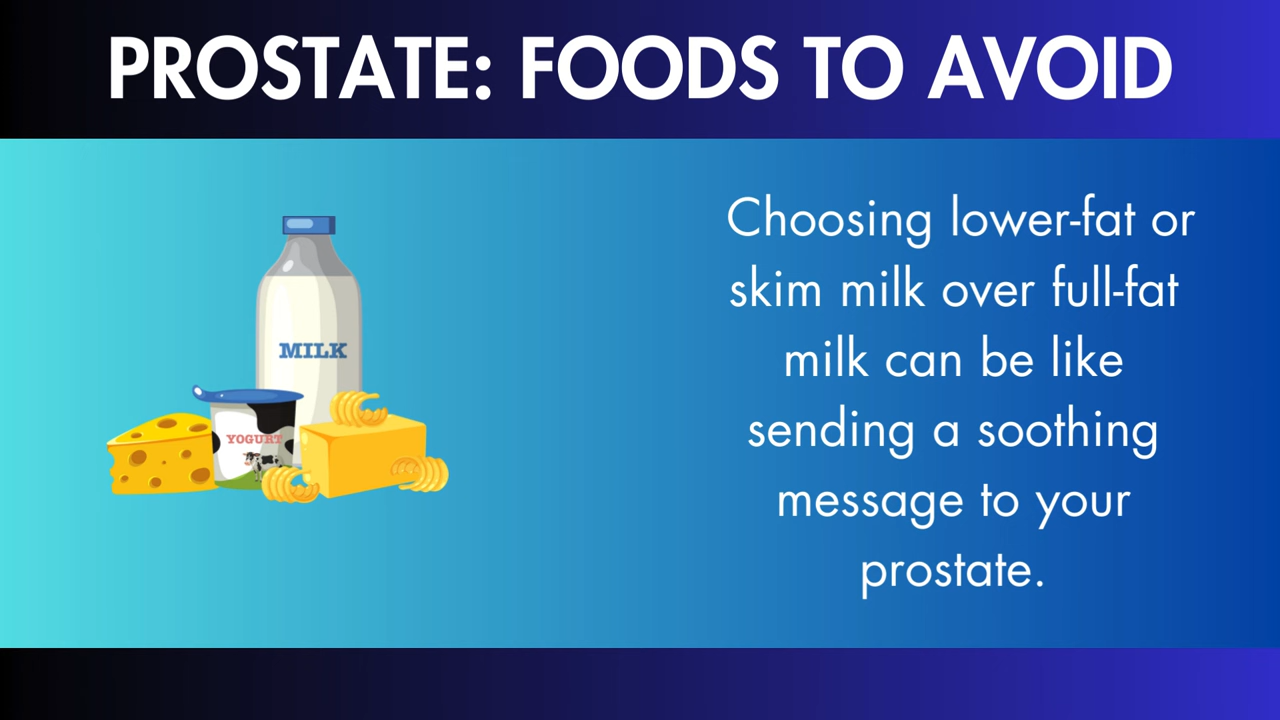 PROSTATE: FOODS TO AVOID
Choosing lower-fat or
skim milk over full-fat
milk can be like
sending a soothing
message to your
prostate.
MILK
YOGURT